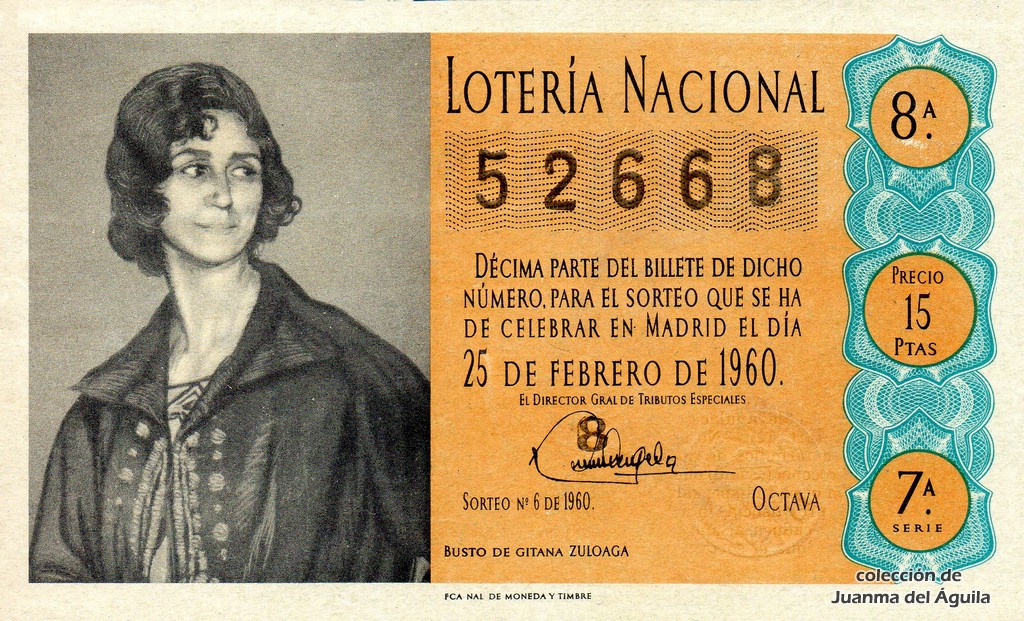 LOTERÍA NACIONAL
52668
DÉCIMA PARTE DEL BILLETE DE DICHO
NÚMERO, PARA EL SORTEO QUE SE HA
DE CELEBRAR EN MADRID EL DÍA
25 DE FEBRERO DE 1960.
EL DIRECTOR GRAL DE TRIBUTOS ESPECIALES
8
SORTEO Nº 6 DE 1960.
OCTAVA
BUSTO DE GITANA ZULOAGA
FCA NAL DE MONEDA Y TIMBRE
8.ª
PRECIO
15
PTAS
7.ª
SERIE
colección de
Juanma del Águila